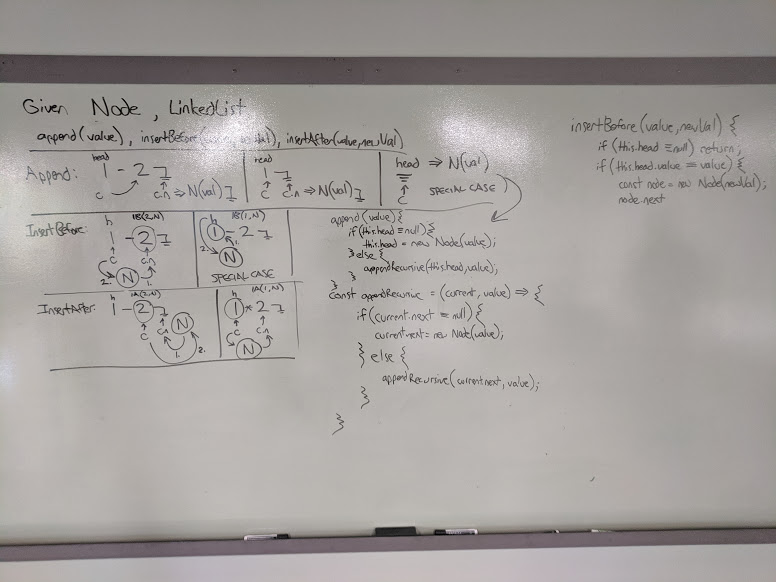 Given Node, LinkedList
append(value), insertBefore(value, newVal), insertAfter(value, newVal)
Append:
head
1 - 2
c c.n ⇒ N(val)
head
1
c c.n ⇒ N(val)
head ⇒ N(val)
c
SPECIAL CASE
InsertBefore:
h IB(2,N)
1 - 2
c c.n
2. N 1.
h IB(1,N)
1 - 2
2. 1.
N
SPECIAL CASE
InsertAfter:
h IA(2,N)
1 - 2
c c.n N
1. 2.
h IA(1,N)
1 2
c c.n
N
append(value){
if(this.head == null){
this.head = new Node(value);
}else{
appendRecursive(this.head, value);
}
const appendRecursive = (current, value) => {
if(current.next == null){
current.next = new Node(value);
} else {
appendRecursive(current.next, value);
}
}
insertBefore(value, newVal) {
if(this.head == null) return;
if(this.head.value == value) {
const node = new Node(newVal);
node.next